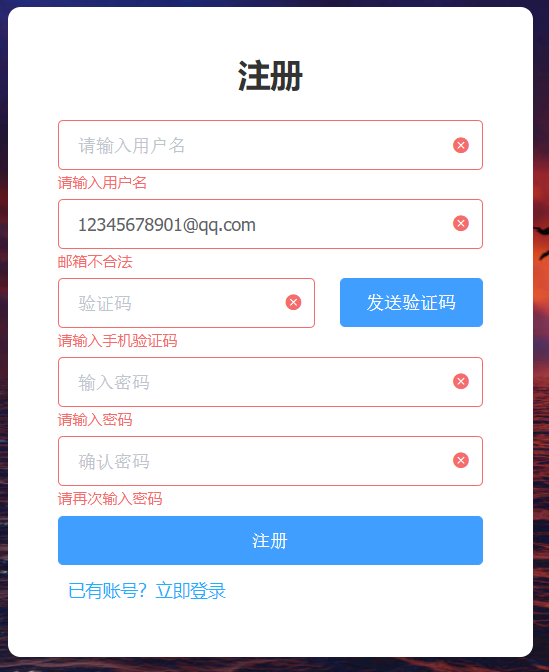 注册
请输入用户名
请输入用户名
12345678901@qq.com
邮箱不合法
验证码
发送验证码
请输入手机验证码
输入密码
请输入密码
确认密码
请再次输入密码
注册
已有账号？立即登录